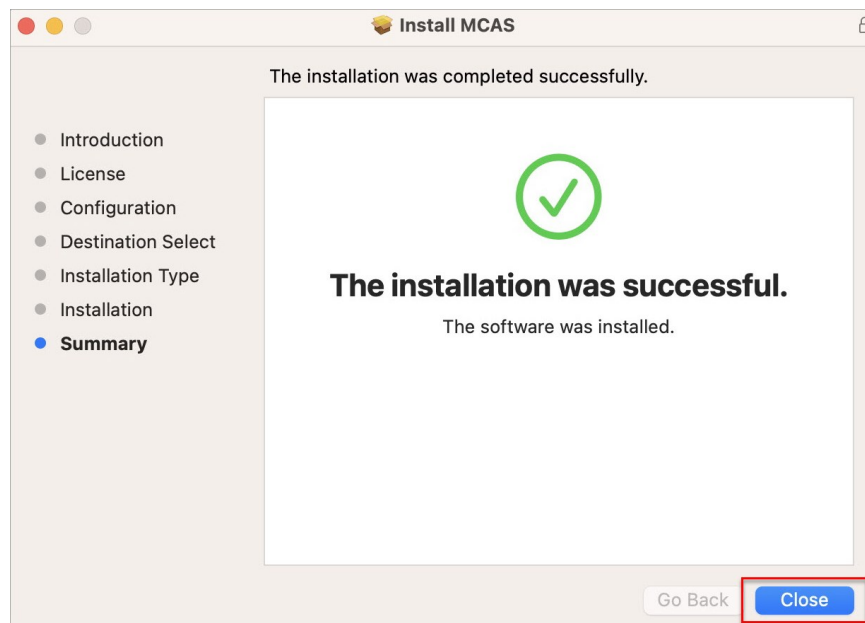 Install MCAS
The installation was completed successfully.
Introduction
License
Configuration
Destination Select
Installation Type
Installation
Summary
The installation was successful.
The software was installed.
Go Back
Close